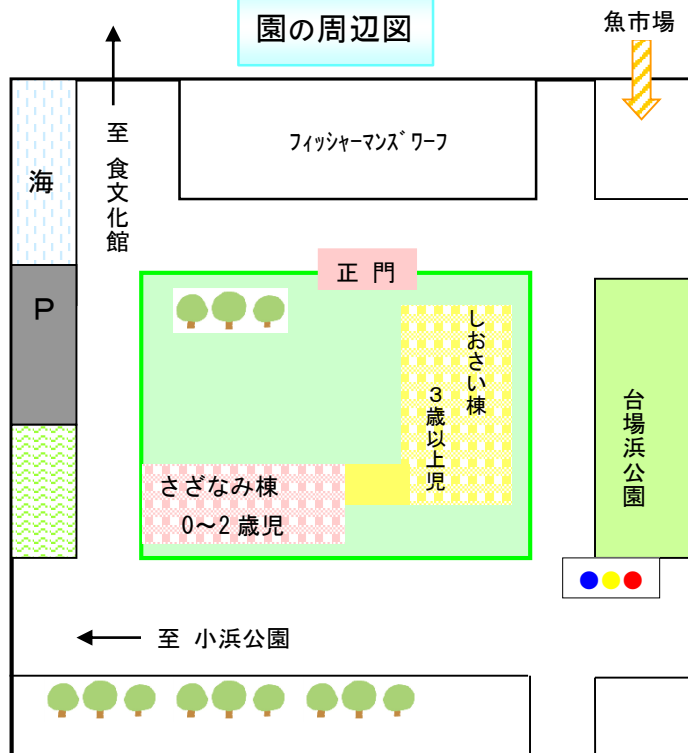 園の周辺図
魚市場
至 食文化館
フィッシャーマンズワーフ
海
正 門
P
しおさい棟
3歳以上児
台場浜公園
さざなみ棟
0～2歳児
至 小浜公園